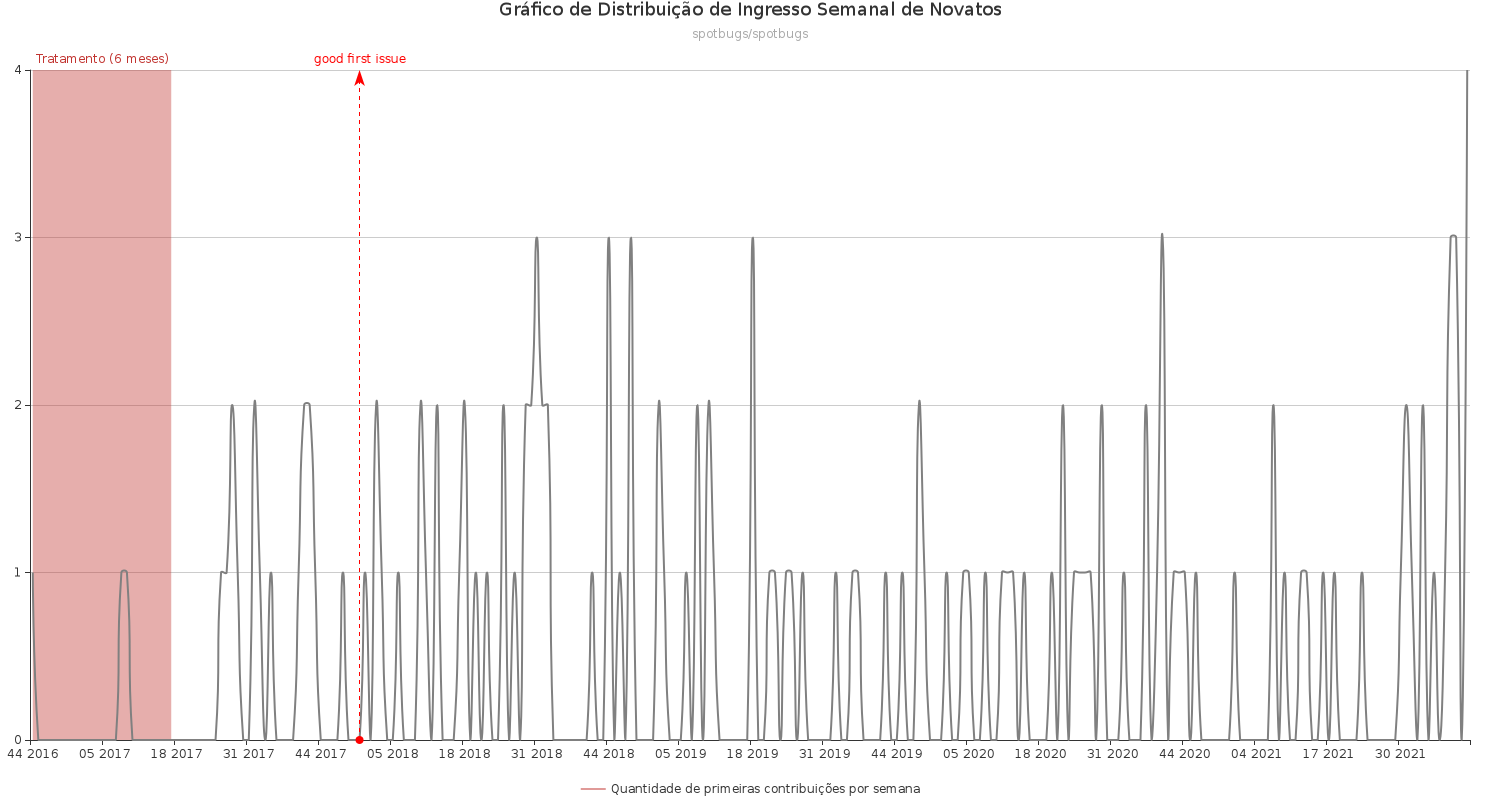 Gráfico de Distribuição de Ingresso Semanal de Novatos
spotbugs/spotbugs
Tratamento (6 meses)
good first issue
4
3
2
1
0
44 2016 05 2017 18 2017 31 2017 44 2017 05 2018 18 2018 31 2018 44 2018 05 2019 18 2019 31 2019 44 2019 05 2020 18 2020 31 2020 44 2020 04 2021 17 2021 30 2021
Quantidade de primeiras contribuições por semana